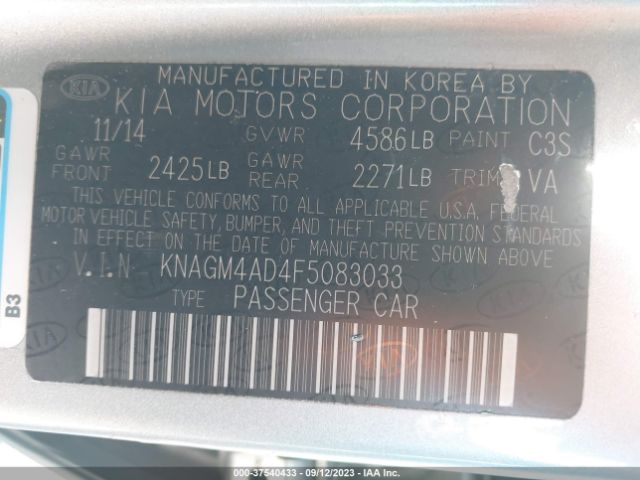 KIA
MANUFACTURED IN KOREA BY
KIA MOTORS CORPORATION
11/14 GVWR 4586LB PAINT C3S
GAWR FRONT 2425LB GAWR REAR 2271LB TRIM VA
THIS VEHICLE CONFORMS TO ALL APPLICABLE U.S.A. FEDERAL
MOTOR VEHICLE SAFETY, BUMPER, AND THEFT PREVENTION STANDARDS
IN EFFECT ON THE DATE OF MANUFACTURE SHOWN ABOVE
V.I.N KNAGM4AD4F5083033
TYPE PASSENGER CAR
B3
000-37540433 - 09/12/2023 - IAA Inc.